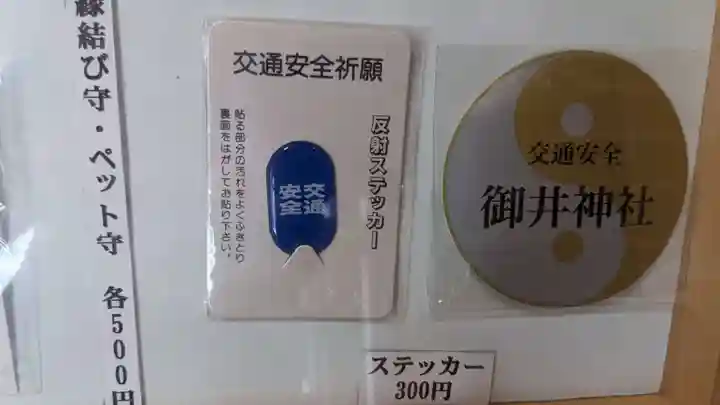 縁結び守・ペット守 各500円
交通安全祈願
反射ステッカー
貼る部分の汚れをよくふきとり
裏面をはがしてお貼り下さい。
交通
安全
交通安全
御井神社
ステッカー
300円